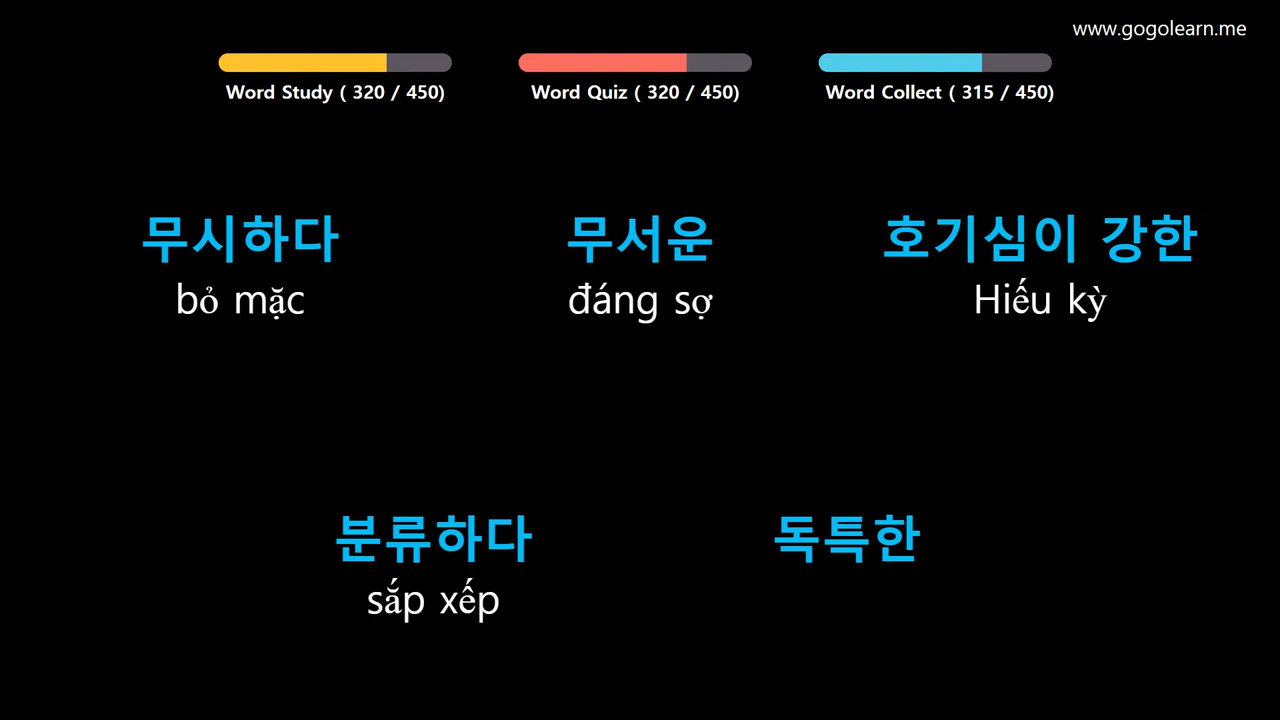 www.gogolearn.me
Word Study ( 320 / 450)
Word Quiz ( 320 / 450)
Word Collect ( 315 / 450)
무시하다
bỏ mặc
무서운
đáng sợ
호기심이 강한
Hiếu kỳ
분류하다
sắp xếp
독특한